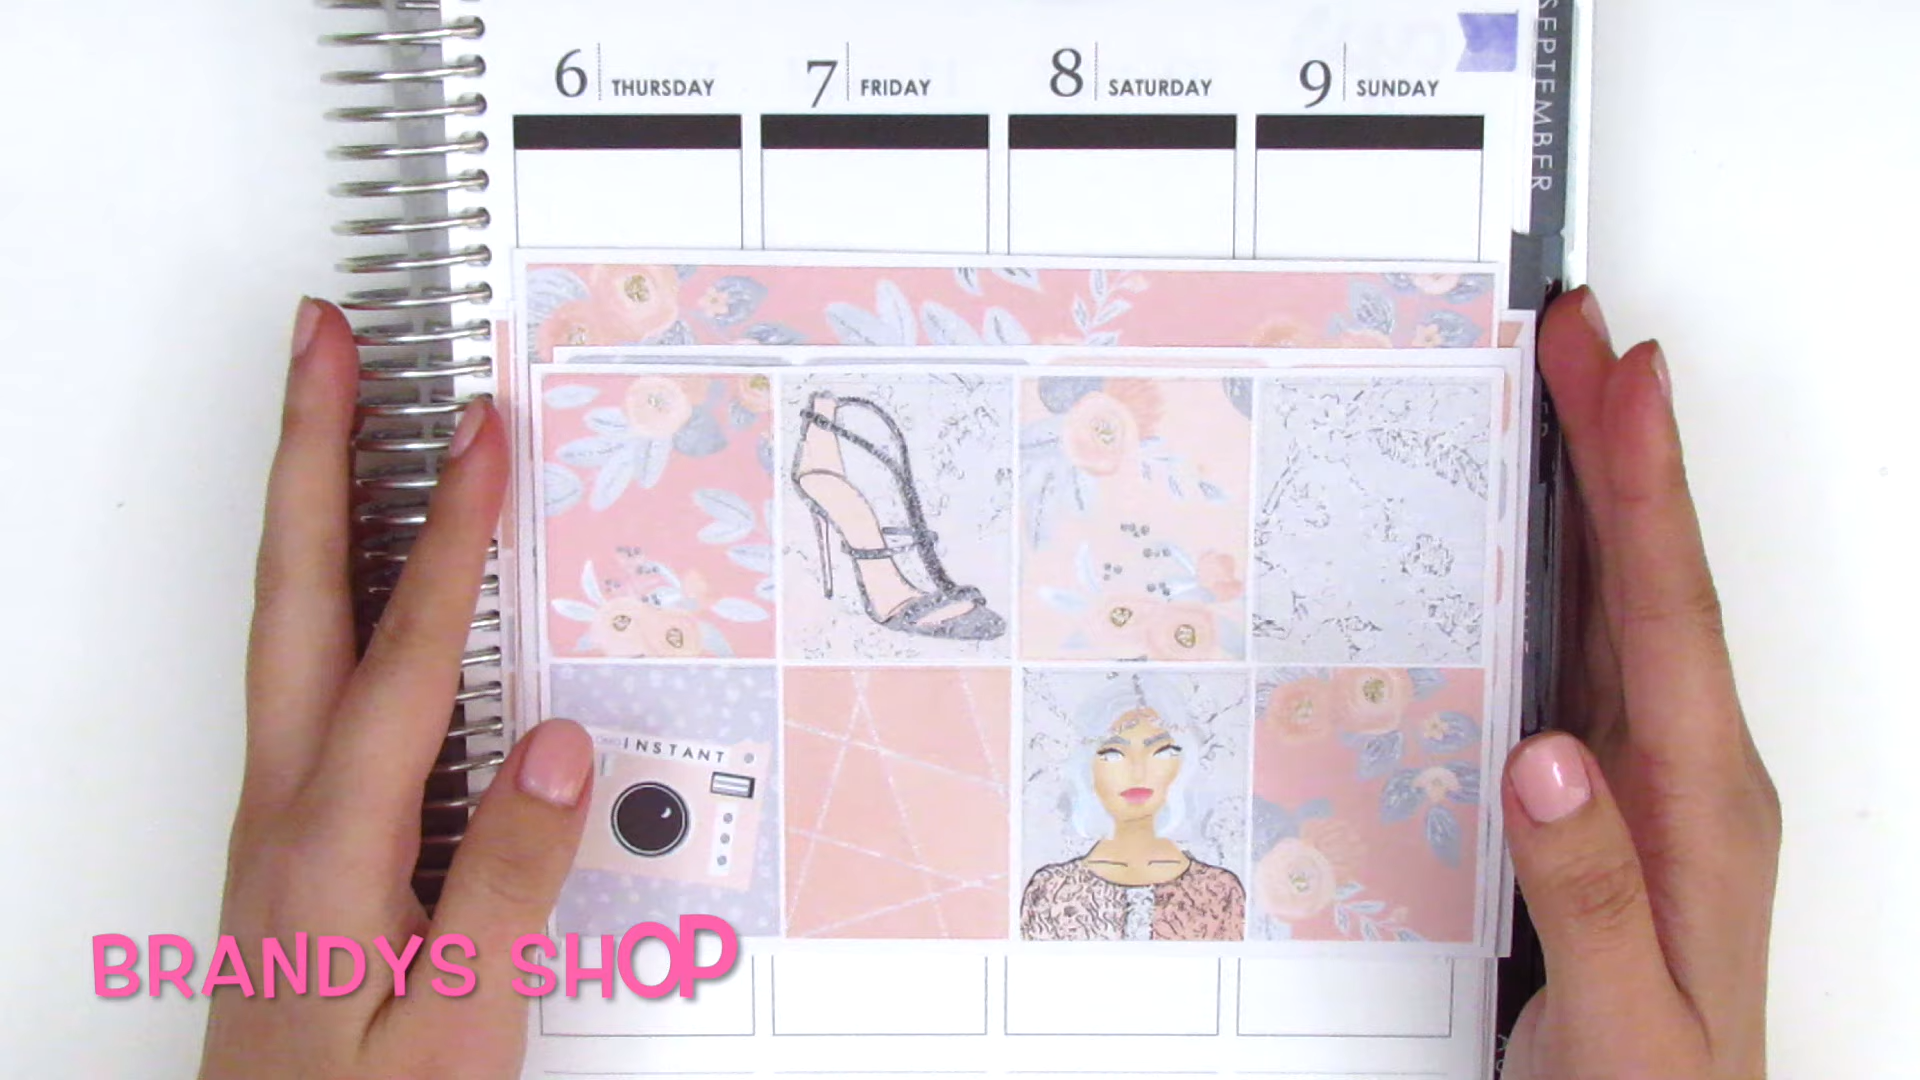 6 THURSDAY 7 FRIDAY 8 SATURDAY 9 SUNDAY
SEPTEMBER
INSTANT
BRANDYS SHOP